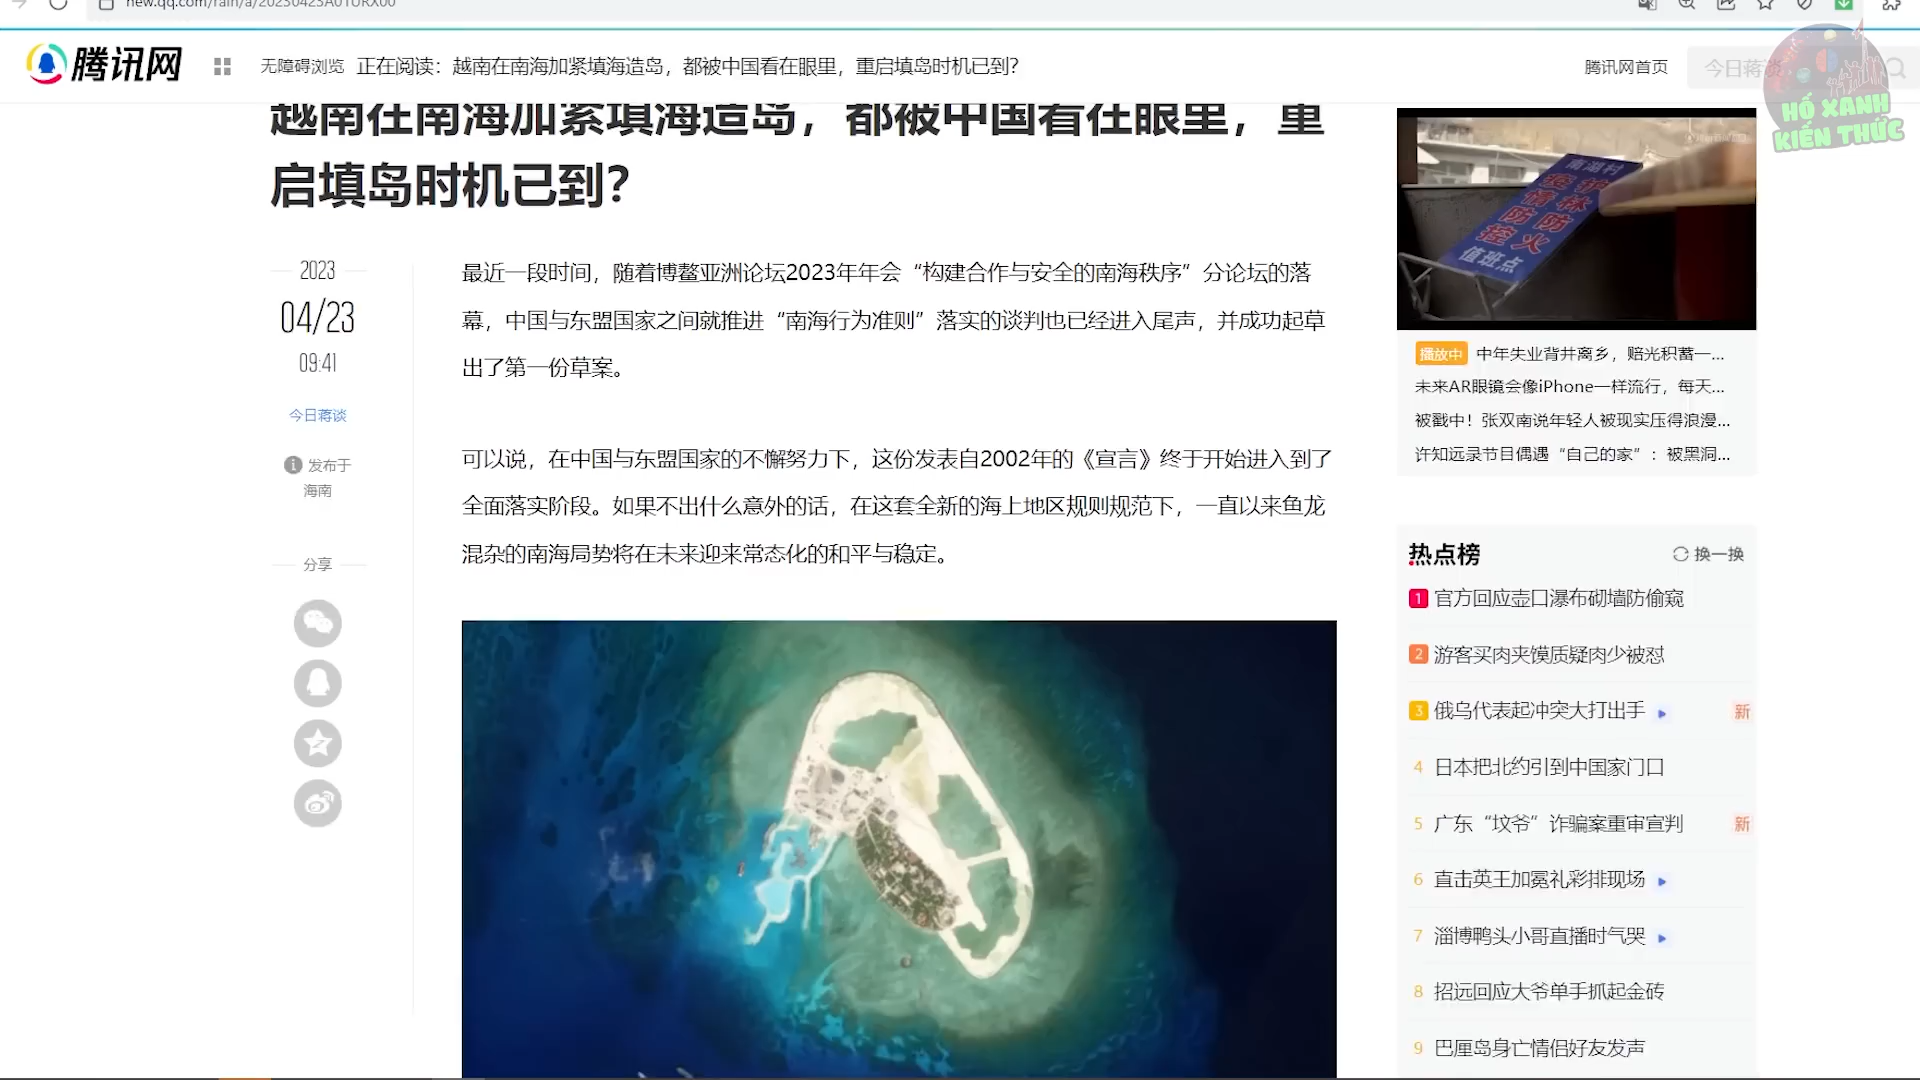 new.qq.com/rain/a/20230423A01URX00
腾讯网
无障碍浏览
正在阅读：越南在南海加紧填海造岛，都被中国看在眼里，重启填岛时机已到？
腾讯网首页
今日蒋谈
HỐ XANH
KIẾN THỨC
越南在南海加紧填海造岛，都被中国看在眼里，重
启填岛时机已到？
2023
04/23
09:41
今日蒋谈
发布于
海南
分享
最近一段时间，随着博鳌亚洲论坛2023年年会“构建合作与安全的南海秩序”分论坛的落
幕，中国与东盟国家之间就推进“南海行为准则”落实的谈判也已经进入尾声，并成功起草
出了第一份草案。
可以说，在中国与东盟国家的不懈努力下，这份发表自2002年的《宣言》终于开始进入到了
全面落实阶段。如果不出什么意外的话，在这套全新的海上地区规则规范下，一直以来鱼龙
混杂的南海局势将在未来迎来常态化的和平与稳定。
南湖村
疫情防控
护林防火
值班点
播放中 中年失业背井离乡，赔光积蓄一...
未来AR眼镜会像iPhone一样流行，每天...
被戳中！张双南说年轻人被现实压得浪漫...
许知远录节目偶遇“自己的家”：被黑洞...
热点榜
换一换
1 官方回应壶口瀑布砌墙防偷窥
2 游客买肉夹馍质疑肉少被怼
3 俄乌代表起冲突大打出手 新
4 日本把北约引到中国家门口
5 广东“坟爷”诈骗案重审宣判 新
6 直击英王加冕礼彩排现场
7 淄博鸭头小哥直播时气哭
8 招远回应大爷单手抓起金砖
9 巴厘岛身亡情侣好友发声